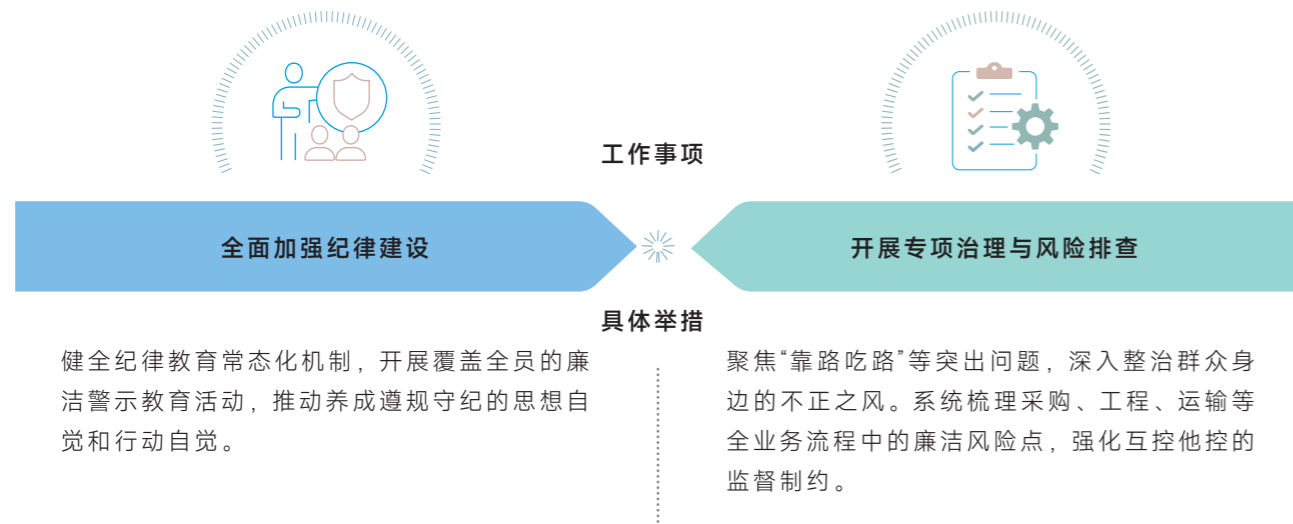 工作事项
全面加强纪律建设
开展专项治理与风险排查
具体举措
健全纪律教育常态化机制，开展覆盖全员的廉
洁警示教育活动，推动养成遵规守纪的思想自
觉和行动自觉。
聚焦“靠路吃路”等突出问题，深入整治群众身
边的不正之风。系统梳理采购、工程、运输等
全业务流程中的廉洁风险点，强化互控他控的
监督制约。